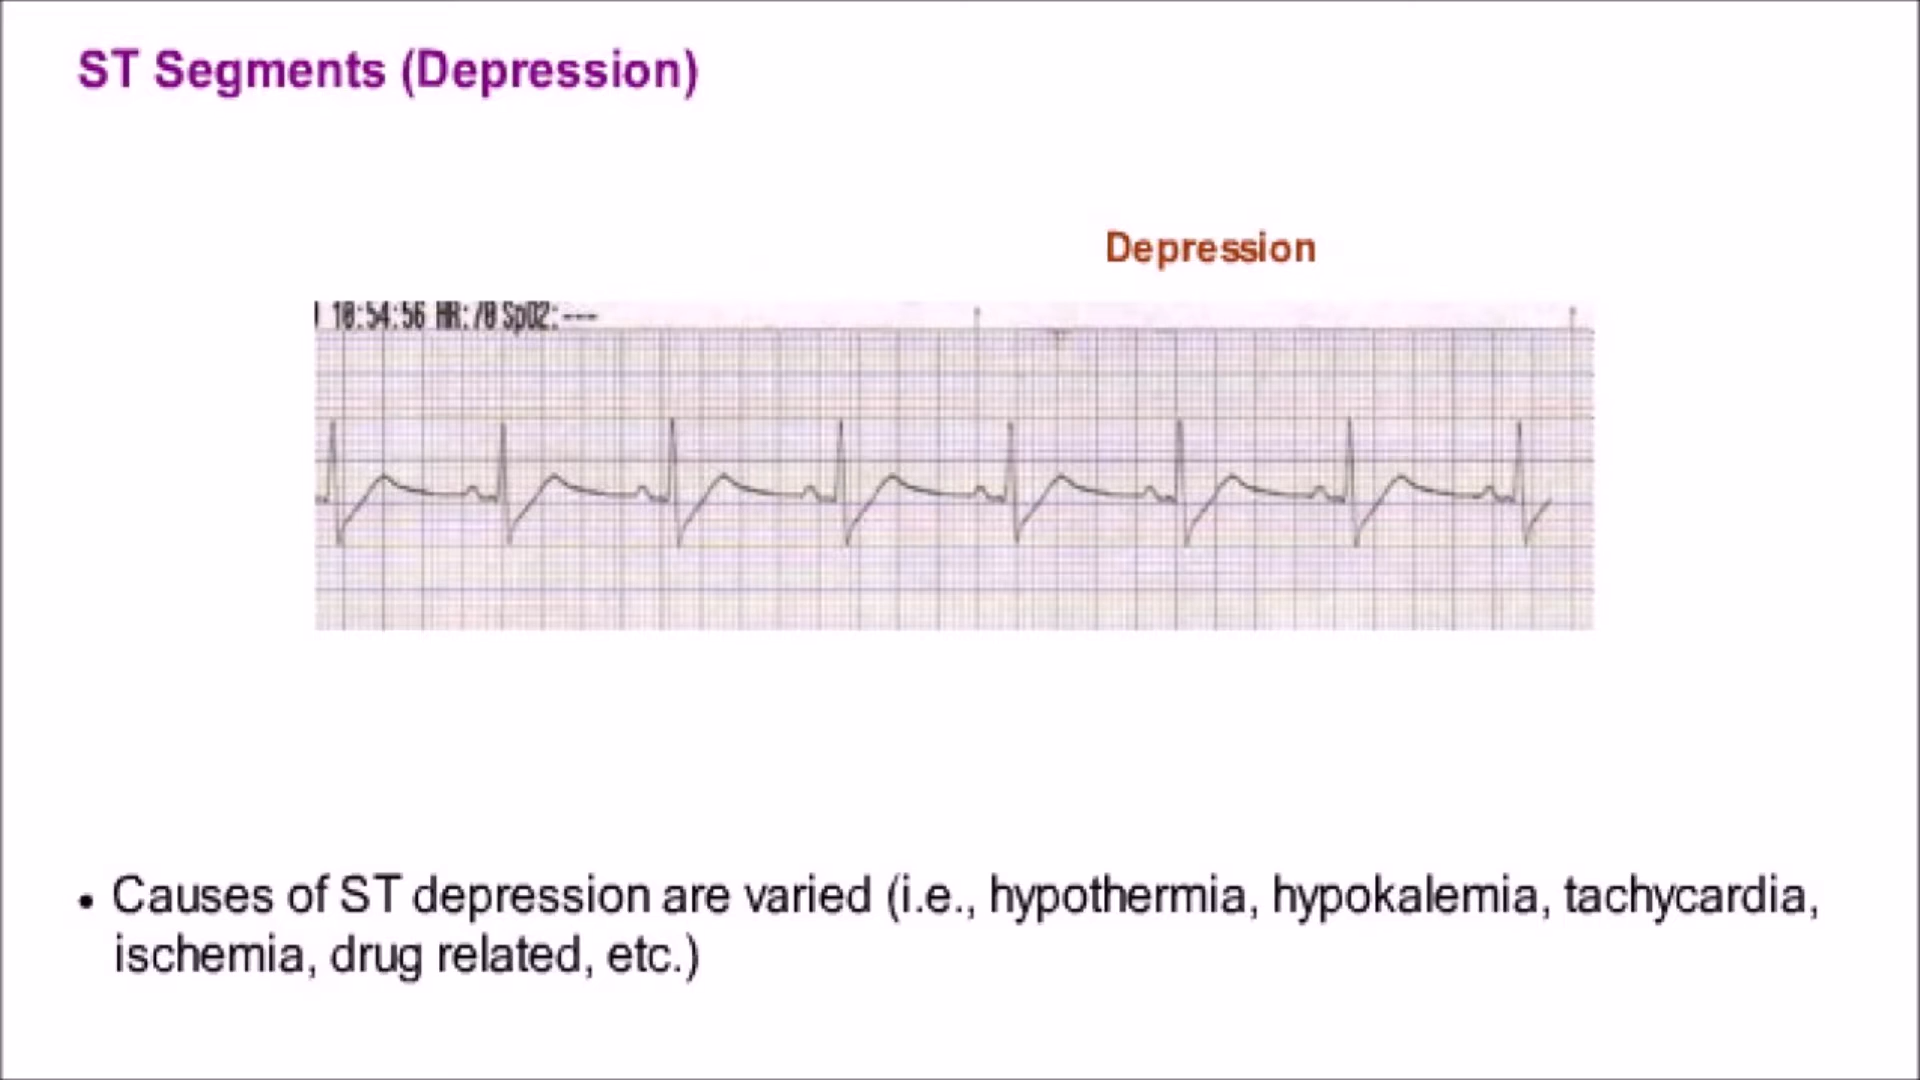 ST Segments (Depression)
Depression
10:54:56 HR:70 SpO2:---
• Causes of ST depression are varied (i.e., hypothermia, hypokalemia, tachycardia,
ischemia, drug related, etc.)